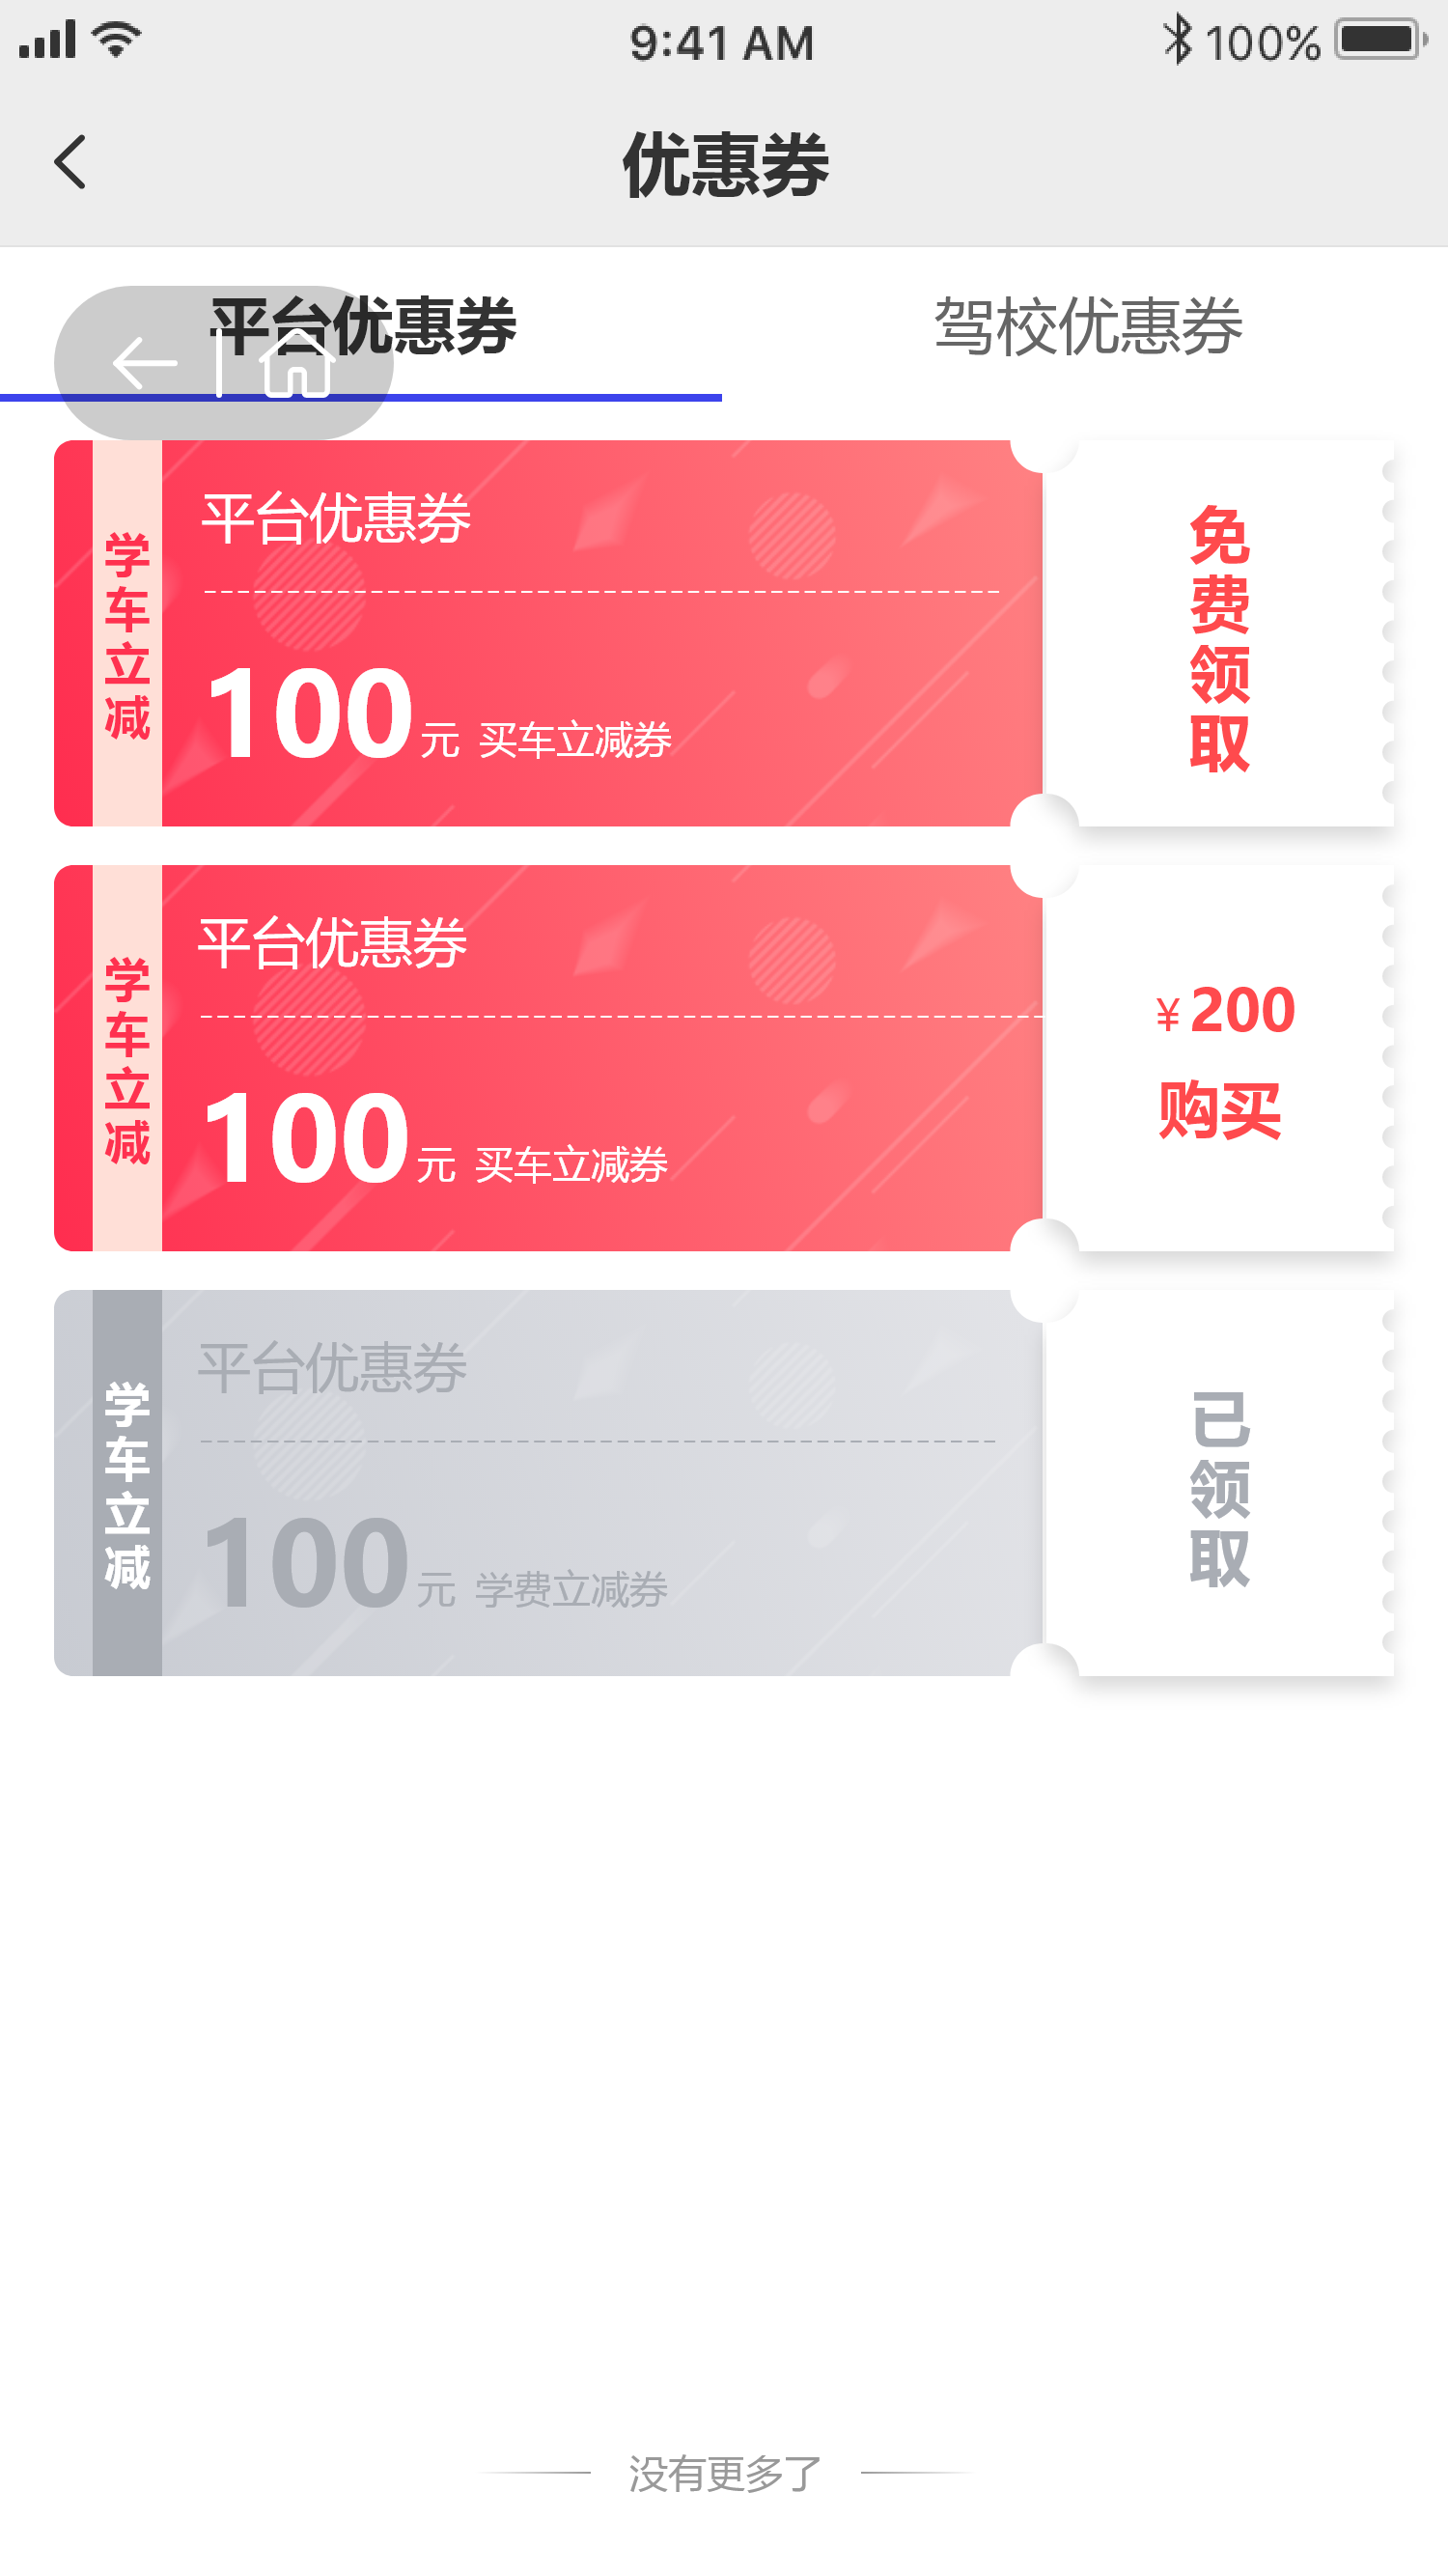 9:41 AM
100%
优惠券
平台优惠券
驾校优惠券
学车立减
平台优惠券
100元 买车立减券
免费领取
学车立减
平台优惠券
100元 买车立减券
¥200
购买
学车立减
平台优惠券
100元 学费立减券
已领取
没有更多了